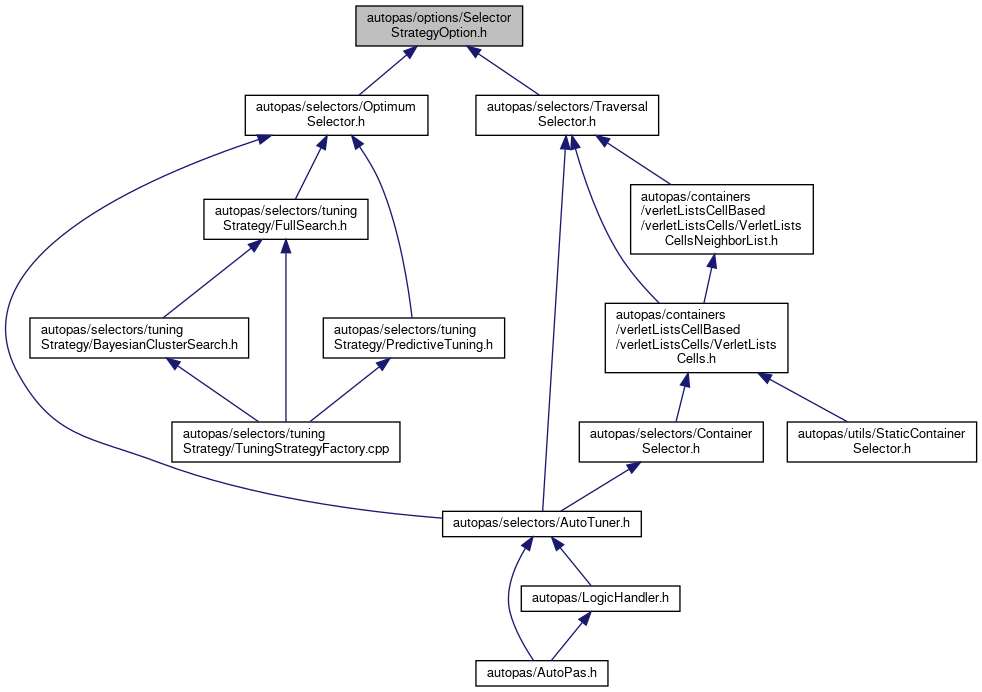 autopas/options/Selector
StrategyOption.h
autopas/selectors/Optimum
Selector.h
autopas/selectors/Traversal
Selector.h
autopas/containers
/verletListsCellBased
/verletListsCells/VerletLists
CellsNeighborList.h
autopas/selectors/tuning
Strategy/FullSearch.h
autopas/containers
/verletListsCellBased
/verletListsCells/VerletLists
Cells.h
autopas/selectors/tuning
Strategy/BayesianClusterSearch.h
autopas/selectors/tuning
Strategy/PredictiveTuning.h
autopas/selectors/tuning
Strategy/TuningStrategyFactory.cpp
autopas/selectors/Container
Selector.h
autopas/utils/StaticContainer
Selector.h
autopas/selectors/AutoTuner.h
autopas/LogicHandler.h
autopas/AutoPas.h